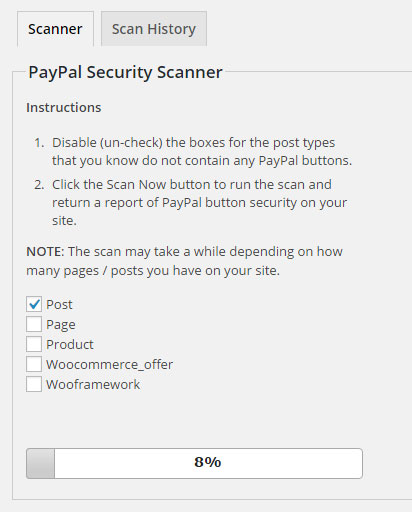 Scanner
Scan History
PayPal Security Scanner
Instructions
1. Disable (un-check) the boxes for the post types
that you know do not contain any PayPal buttons.
2. Click the Scan Now button to run the scan and
return a report of PayPal button security on your
site.
NOTE: The scan may take a while depending on how
many pages / posts you have on your site.
Post
Page
Product
Woocommerce_offer
Wooframework
8%